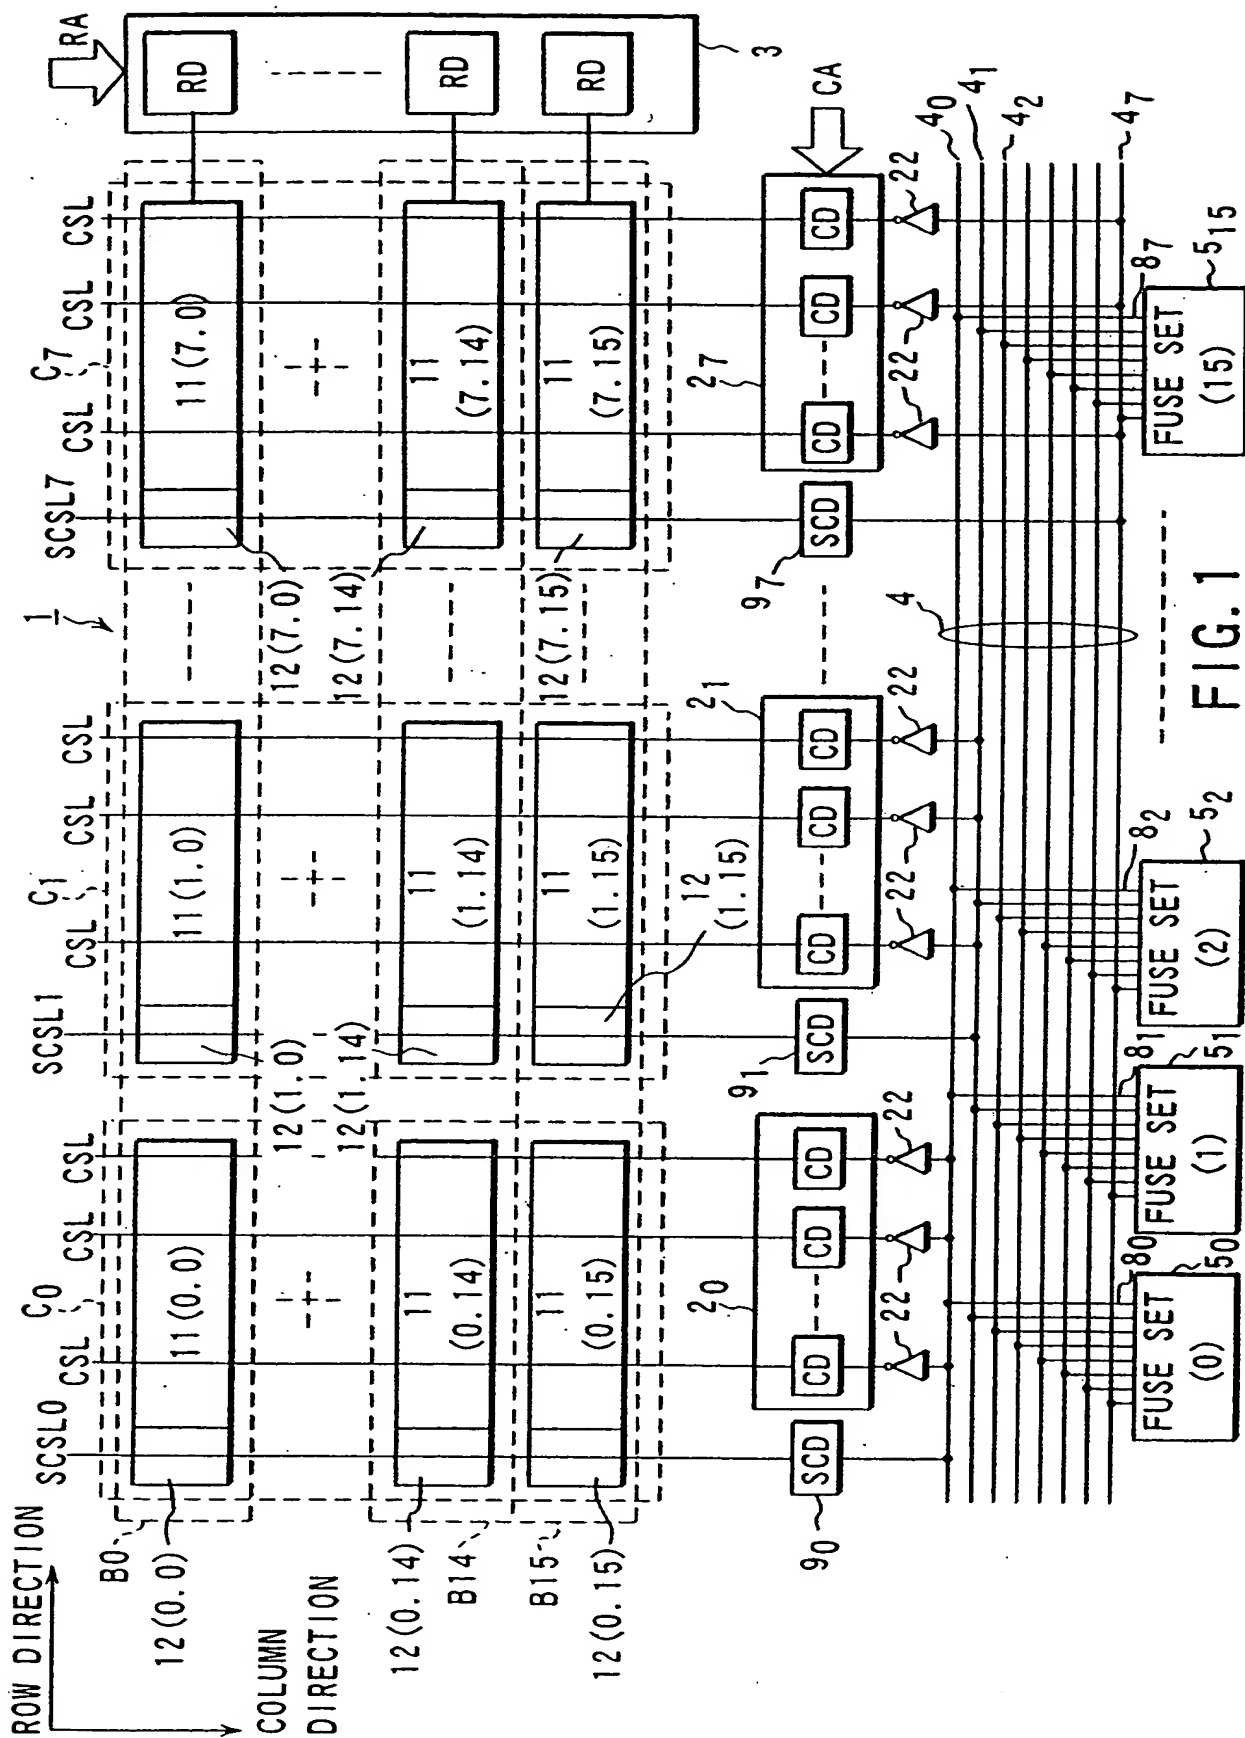 ROW DIRECTION
COLUMN
DIRECTION
1
SCSL0 CSL C0 CSL CSL
SCSL1 CSL C1 CSL CSL
SCSL7 CSL C7 CSL CSL
RA
B0
12(0.0)
11(0.0)
12(1.0)
11(1.0)
12(7.0)
11(7.0)
RD
12(0.14)
B14
11
(0.14)
12(1.14)
11
(1.14)
12(7.14)
11
(7.14)
RD
B15
12(0.15)
11
(0.15)
11
(1.15)
12
(1.15)
12(7.15)
11
(7.15)
RD
3
20
21
27
CA
90
SCD
CD CD CD
91
SCD
CD CD CD
97
SCD
CD CD CD
22 22
22 22
22 22
4
40
41
42
47
80
81
82
87
50
51
52
515
FUSE SET
(0)
FUSE SET
(1)
FUSE SET
(2)
FUSE SET
(15)
FIG. 1